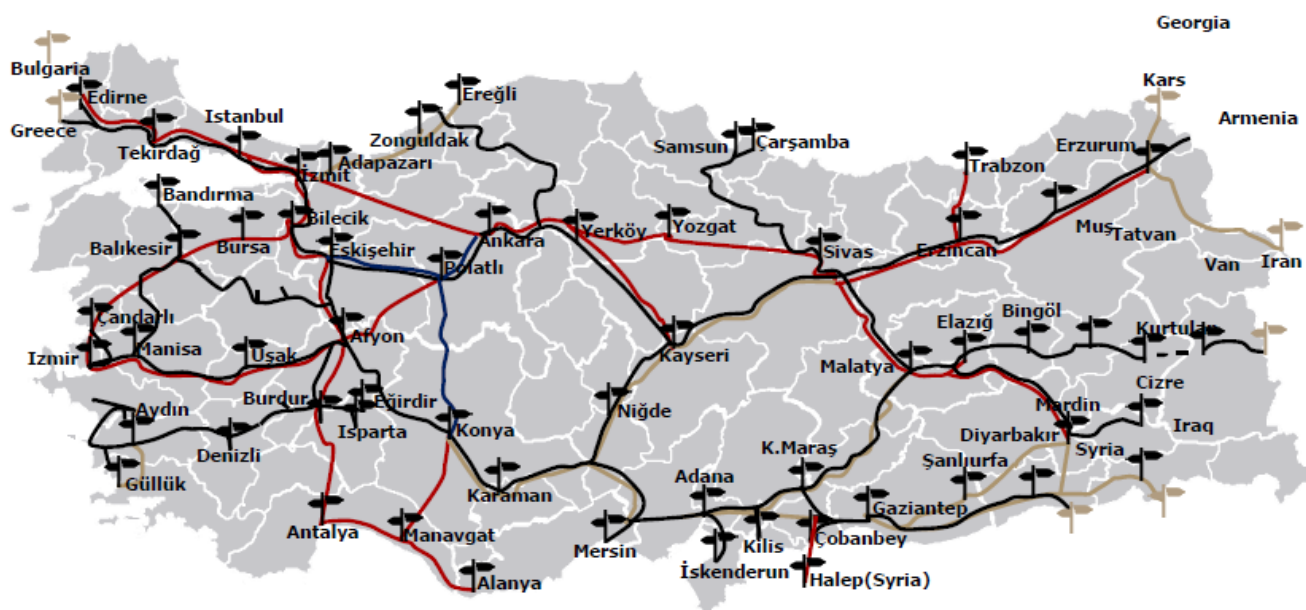 Georgia
Bulgaria
Kars
Ereğli
Edirne
Istanbul
Armenia
Greece
Zonguldak
Tekirdağ
Adapazarı
Samsun
Çarşamba
Erzurum
İzmit
Trabzon
Bandırma
Bilecik
Muş
Tatvan
Balıkesir
Bursa
Eskişehir
Ankara
Yerköy
Yozgat
Sivas
Erzincan
Polatlı
Van
Iran
Çandarlı
Afyon
Elazığ
Bingöl
Kurtulan
Izmir
Manisa
Uşak
Kayseri
Malatya
Cizre
Aydın
Burdur
Eğirdir
Niğde
Mardin
Isparta
Konya
Diyarbakır
Iraq
Denizli
K.Maraş
Syria
Güllük
Karaman
Adana
Şanlıurfa
Gaziantep
Antalya
Manavgat
Mersin
Kilis
Çobanbey
İskenderun
Alanya
Halep(Syria)